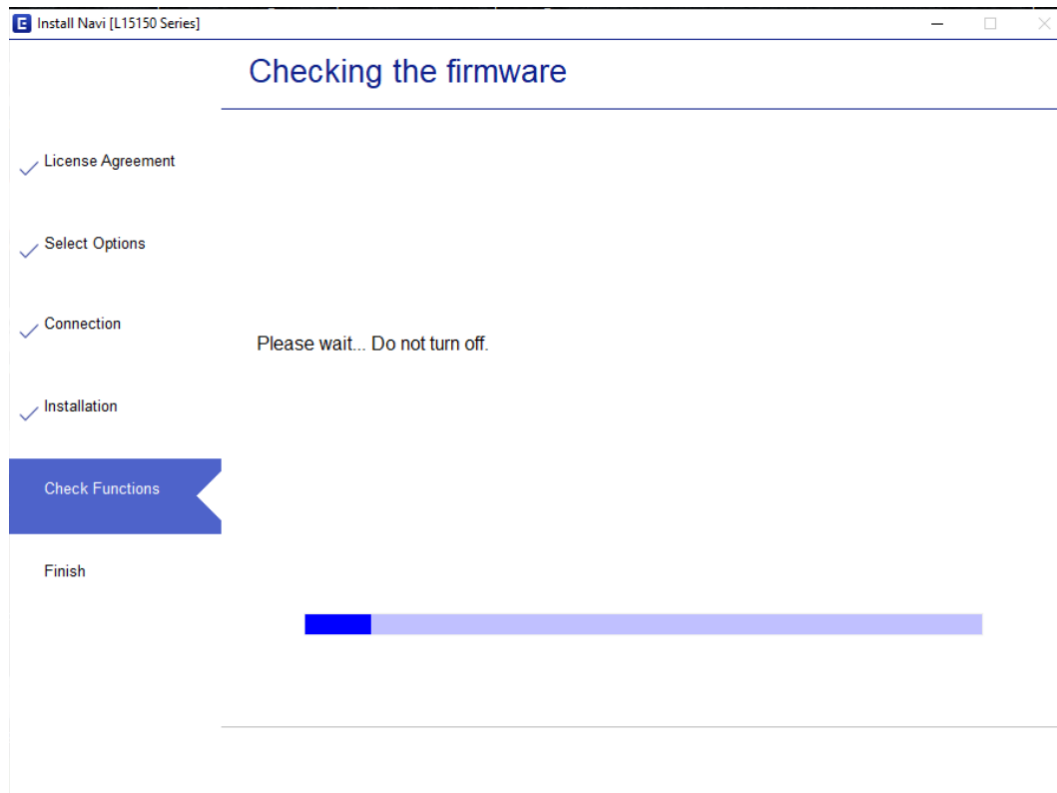 E Install Navi [L15150 Series]
Checking the firmware
License Agreement
Select Options
Connection
Please wait... Do not turn off.
Installation
Check Functions
Finish